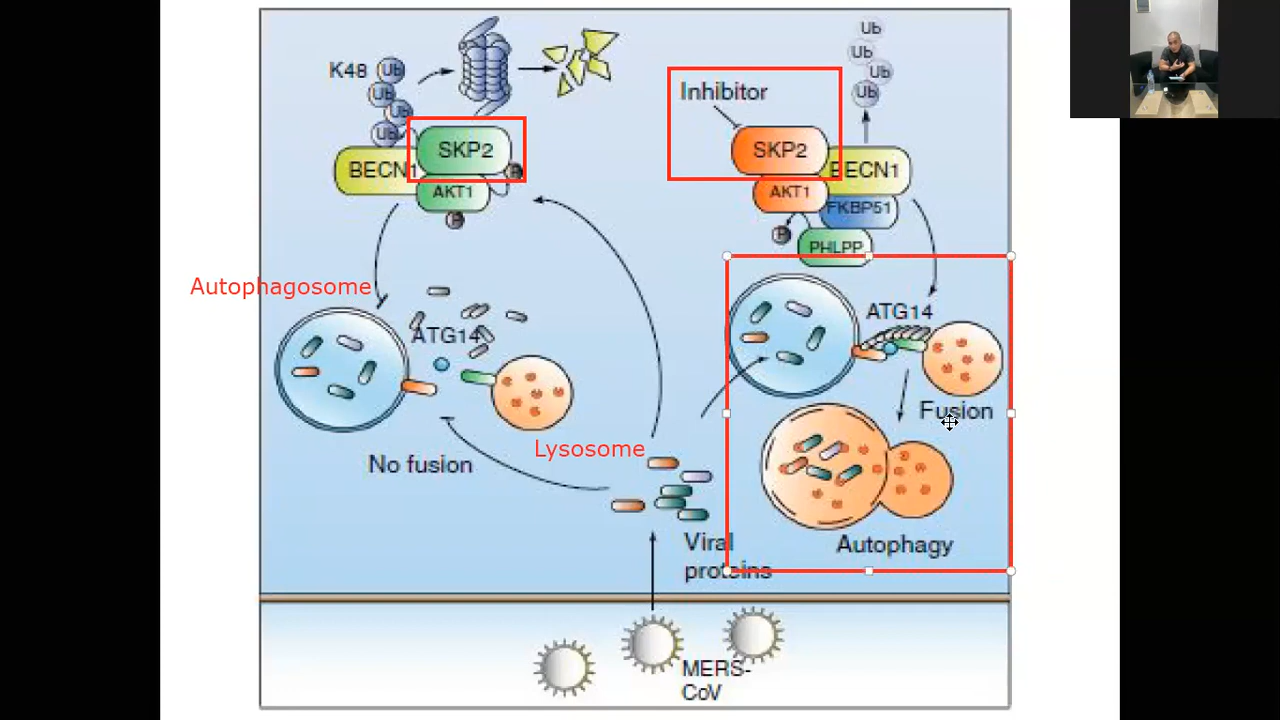 K48
Ub
Ub
Ub
Ub
SKP2
BECN1
P
AKT1
P
Autophagosome
ATG14
No fusion
Lysosome
Inhibitor
Ub
Ub
Ub
Ub
SKP2
BECN1
AKT1
FKBP51
P
PHLPP
ATG14
Fusion
Autophagy
Viral
proteins
MERS-
CoV